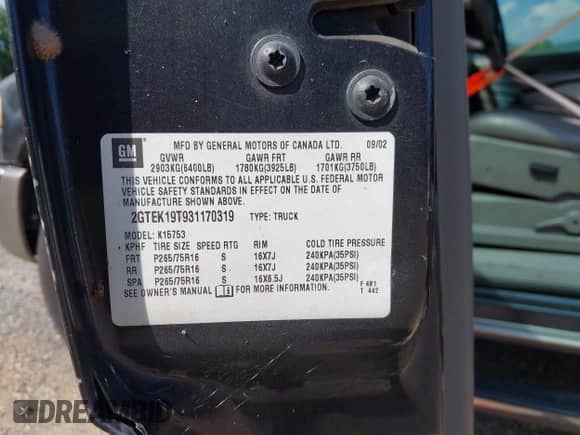 GM
MFD BY GENERAL MOTORS OF CANADA LTD. 09/02
GVWR GAWR FRT GAWR RR
2903KG(6400LB) 1780KG(3925LB) 1701KG(3750LB)
THIS VEHICLE CONFORMS TO ALL APPLICABLE U.S. FEDERAL MOTOR
VEHICLE SAFETY STANDARDS IN EFFECT ON THE DATE OF
MANUFACTURE SHOWN ABOVE.
2GTEK19T931170319 TYPE: TRUCK
MODEL: K15753
KPHF TIRE SIZE SPEED RTG RIM COLD TIRE PRESSURE
FRT P265/75R16 S 16X7J 240KPA(35PSI)
RR P265/75R16 S 16X7J 240KPA(35PSI)
SPA P265/75R16 S 16X6.5J 240KPA(35PSI)
SEE OWNER'S MANUAL FOR MORE INFORMATION.
F 481
T 442
DREAMBID